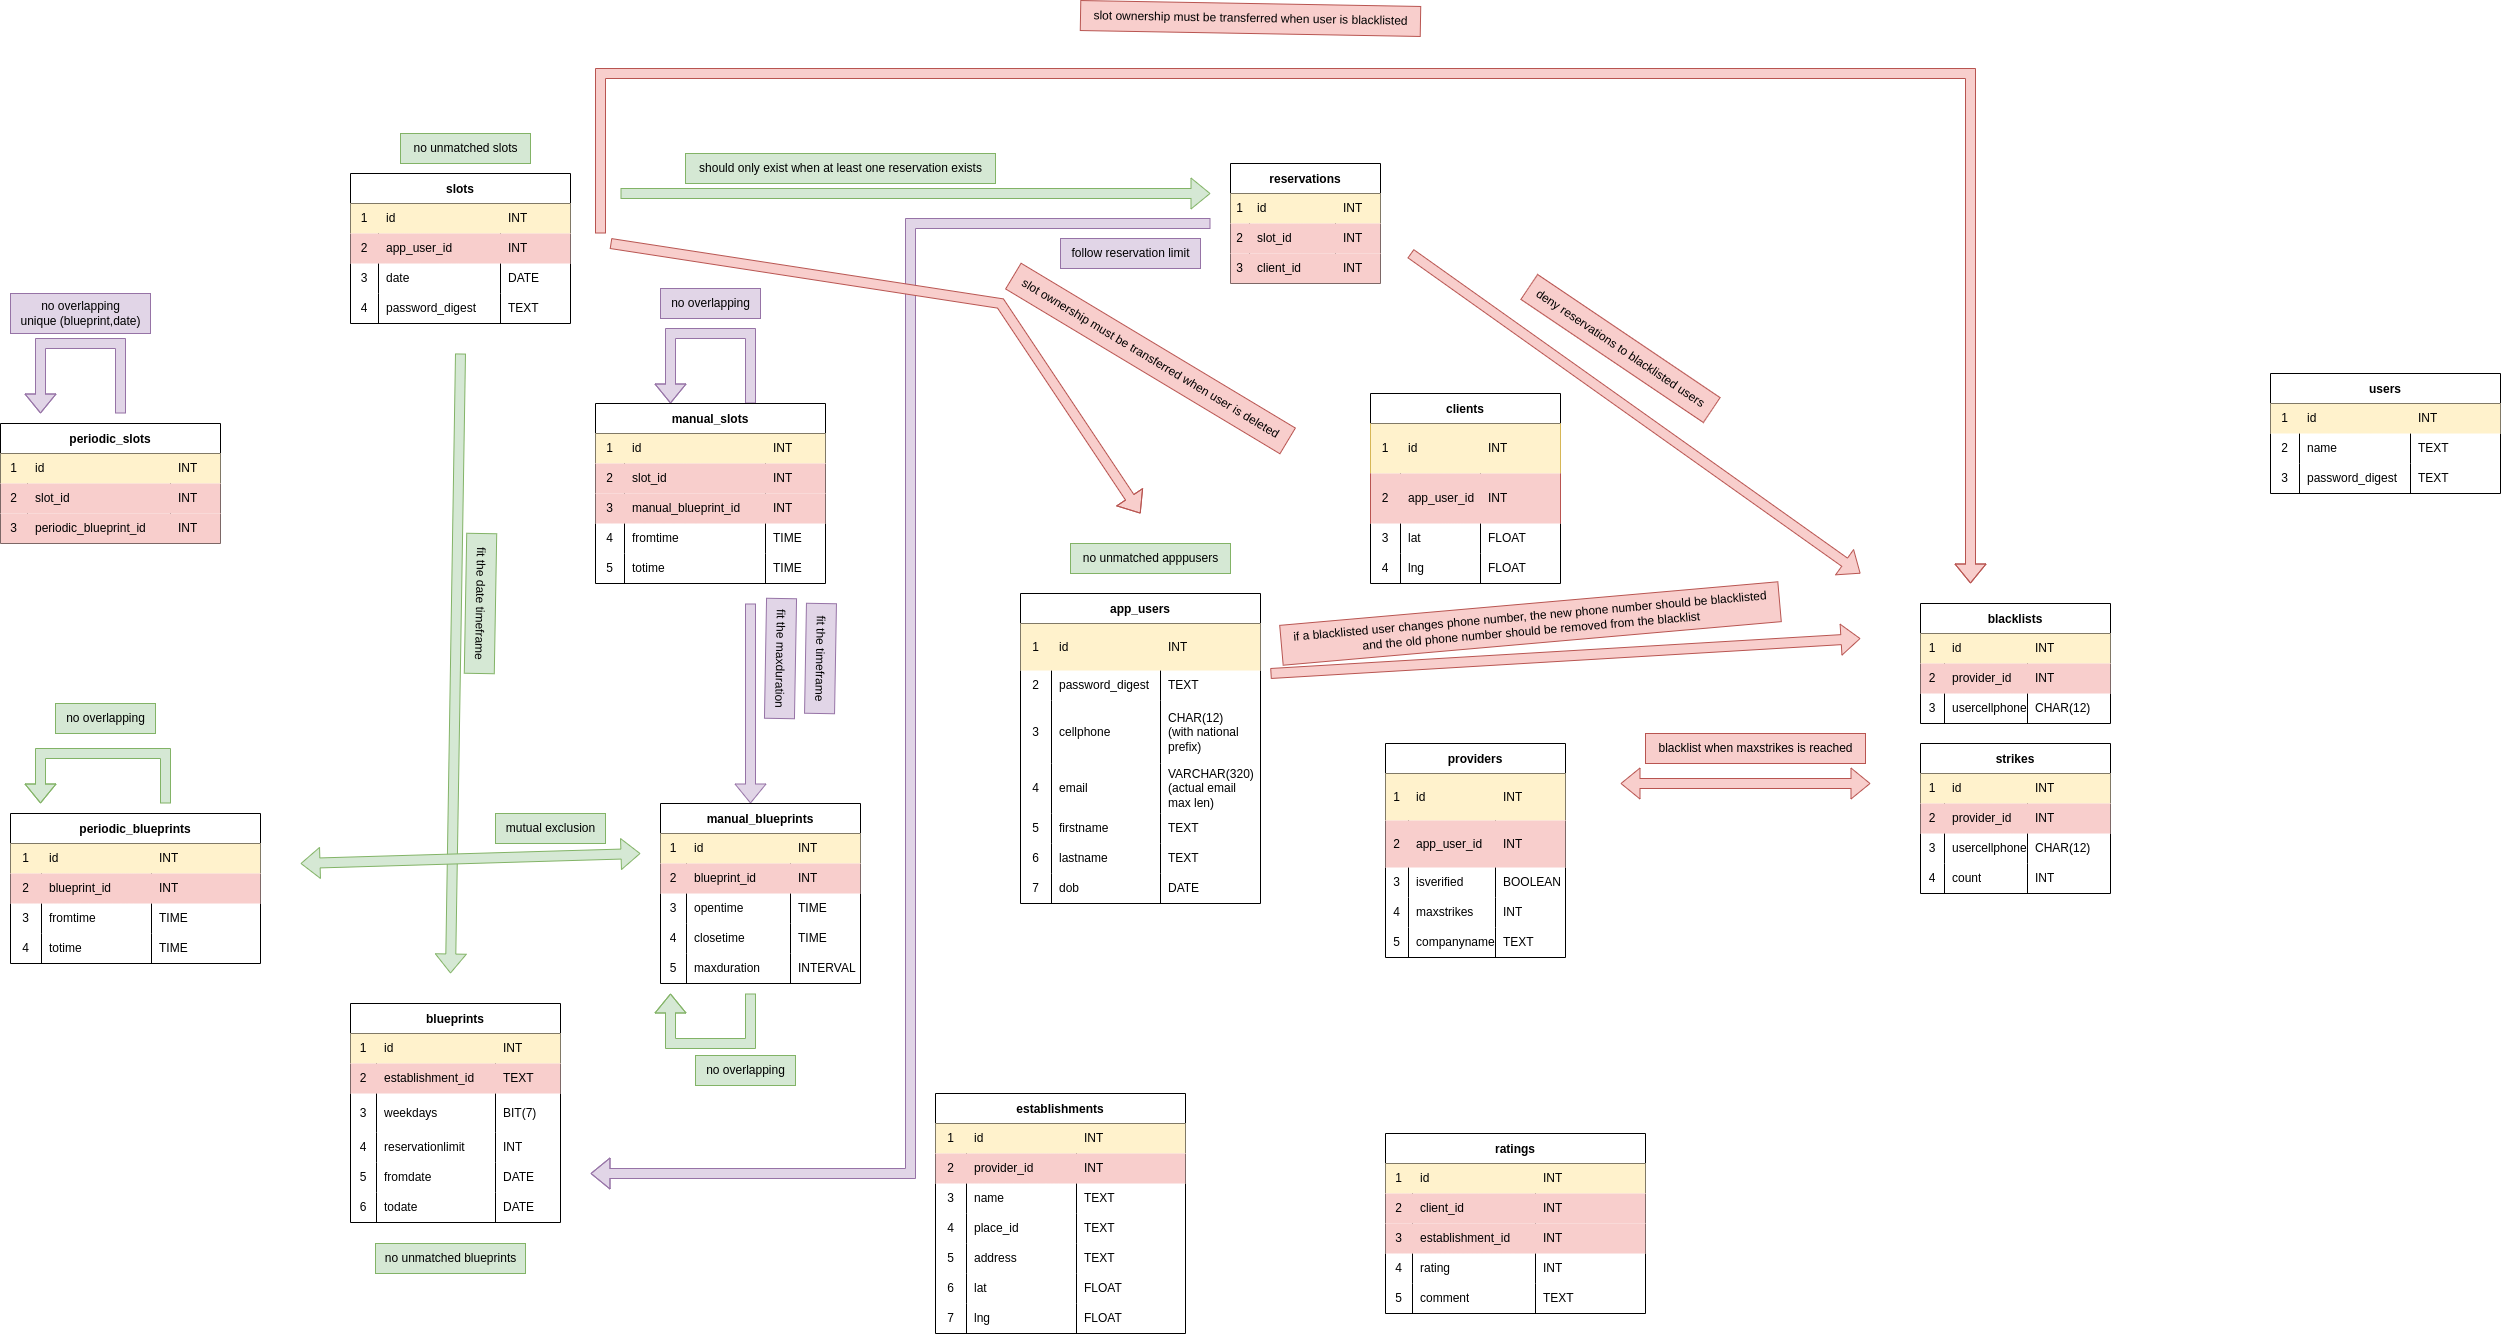 slot ownership must be transferred when user is blacklisted
no unmatched slots
slots
1 id INT
2 app_user_id INT
3 date DATE
4 password_digest TEXT
should only exist when at least one reservation exists
reservations
1 id INT
2 slot_id INT
3 client_id INT
follow reservation limit
no overlapping
unique (blueprint,date)
periodic_slots
1 id INT
2 slot_id INT
3 periodic_blueprint_id INT
no overlapping
manual_slots
1 id INT
2 slot_id INT
3 manual_blueprint_id INT
4 fromtime TIME
5 totime TIME
slot ownership must be transferred when user is deleted
deny reservations to blacklisted users
clients
1 id INT
2 app_user_id INT
3 lat FLOAT
4 lng FLOAT
users
1 id INT
2 name TEXT
3 password_digest TEXT
fit the date timeframe
fit the maxduration
fit the timeframe
no unmatched apppusers
app_users
1 id INT
2 password_digest TEXT
3 cellphone CHAR(12)
(with national
prefix)
4 email VARCHAR(320)
(actual email
max len)
5 firstname TEXT
6 lastname TEXT
7 dob DATE
if a blacklisted user changes phone number, the new phone number should be blacklisted
and the old phone number should be removed from the blacklist
blacklists
1 id INT
2 provider_id INT
3 usercellphone CHAR(12)
blacklist when maxstrikes is reached
providers
1 id INT
2 app_user_id INT
3 isverified BOOLEAN
4 maxstrikes INT
5 companyname TEXT
strikes
1 id INT
2 provider_id INT
3 usercellphone CHAR(12)
4 count INT
no overlapping
periodic_blueprints
1 id INT
2 blueprint_id INT
3 fromtime TIME
4 totime TIME
mutual exclusion
manual_blueprints
1 id INT
2 blueprint_id INT
3 opentime TIME
4 closetime TIME
5 maxduration INTERVAL
no overlapping
blueprints
1 id INT
2 establishment_id TEXT
3 weekdays BIT(7)
4 reservationlimit INT
5 fromdate DATE
6 todate DATE
no unmatched blueprints
establishments
1 id INT
2 provider_id INT
3 name TEXT
4 place_id TEXT
5 address TEXT
6 lat FLOAT
7 lng FLOAT
ratings
1 id INT
2 client_id INT
3 establishment_id INT
4 rating INT
5 comment TEXT